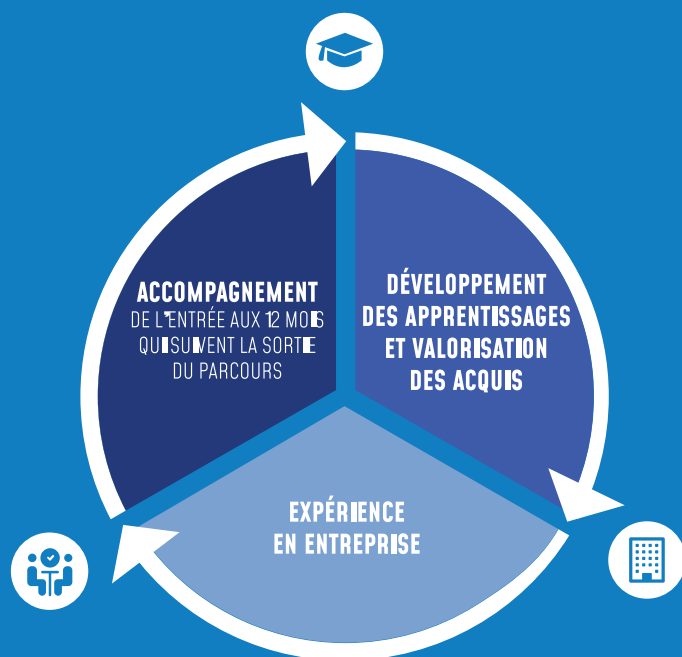 ACCOMPAGNEMENT
DE L'ENTRÉE AUX 12 MOIS
QUI SUIVENT LA SORTIE
DU PARCOURS
DÉVELOPPEMENT
DES APPRENTISSAGES
ET VALORISATION
DES ACQUIS
EXPÉRIENCE
EN ENTREPRISE